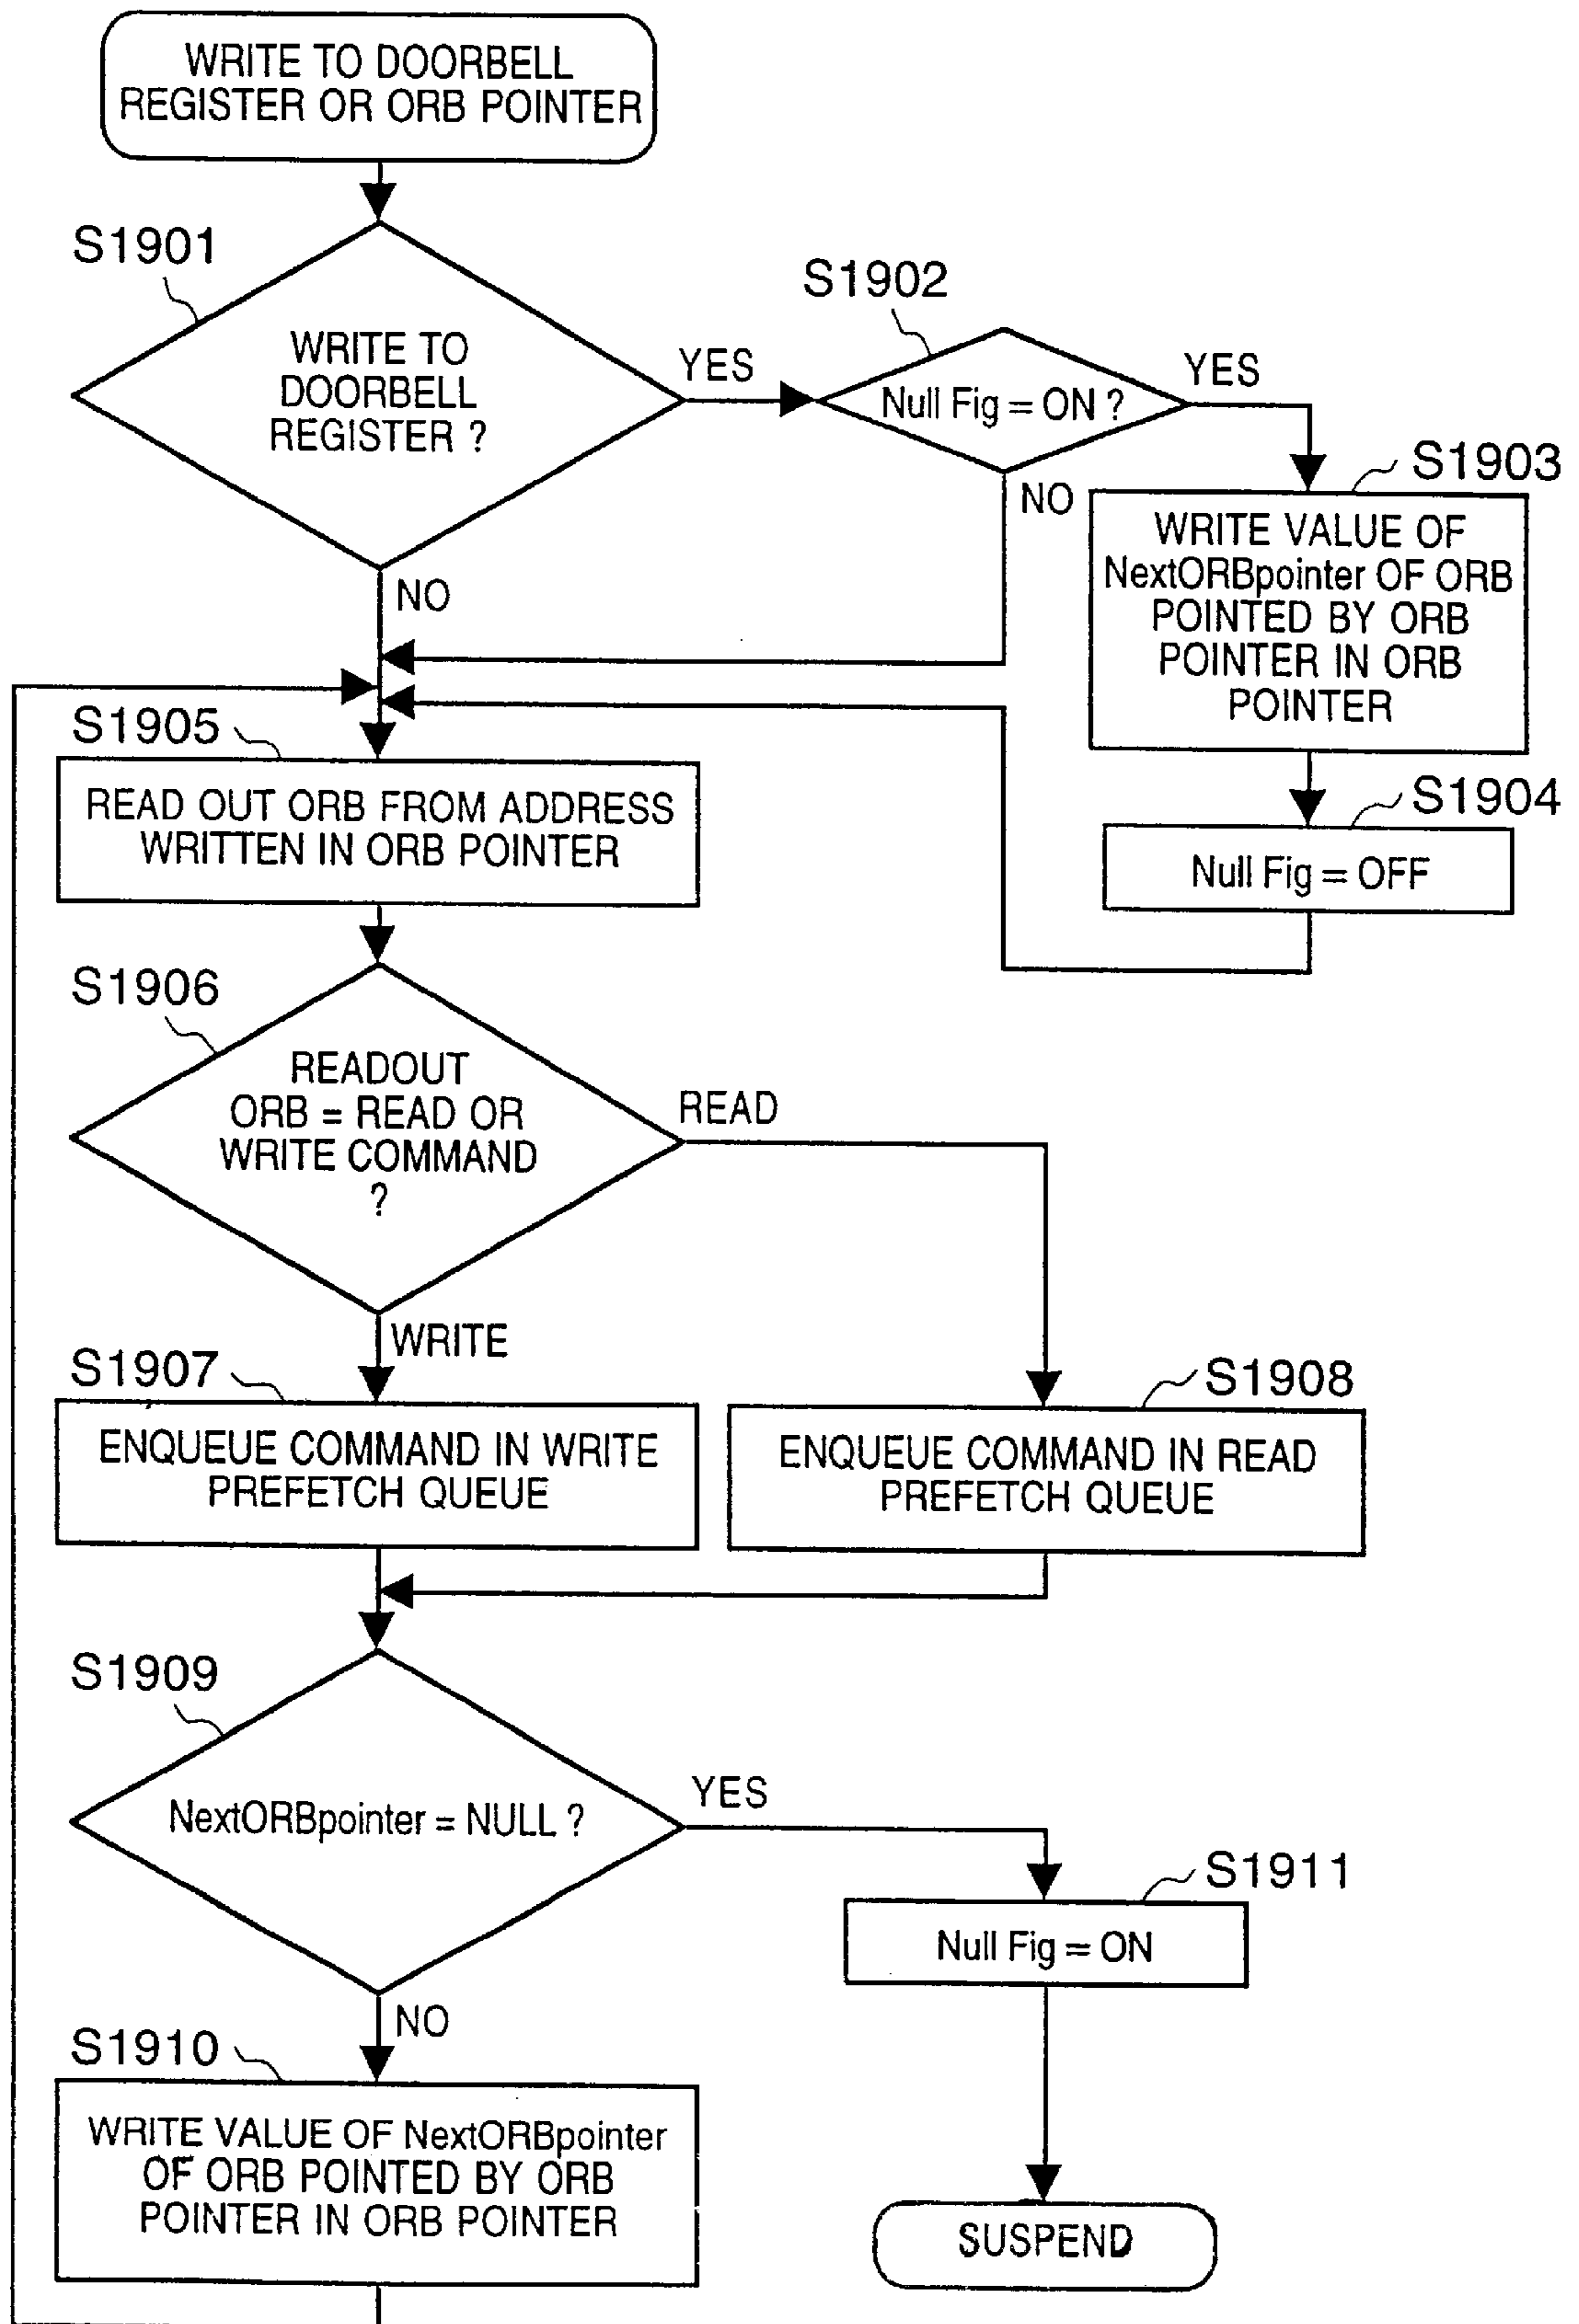 WRITE TO DOORBELL
REGISTER OR ORB POINTER
S1901
WRITE TO
DOORBELL
REGISTER ?
YES
NO
S1902
Null Fig = ON ?
YES
NO
S1903
WRITE VALUE OF
NextORBpointer OF ORB
POINTED BY ORB
POINTER IN ORB
POINTER
S1904
Null Fig = OFF
S1905
READ OUT ORB FROM ADDRESS
WRITTEN IN ORB POINTER
S1906
READOUT
ORB = READ OR
WRITE COMMAND
?
READ
WRITE
S1907
ENQUEUE COMMAND IN WRITE
PREFETCH QUEUE
S1908
ENQUEUE COMMAND IN READ
PREFETCH QUEUE
S1909
NextORBpointer = NULL ?
YES
NO
S1911
Null Fig = ON
S1910
WRITE VALUE OF NextORBpointer
OF ORB POINTED BY ORB
POINTER IN ORB POINTER
SUSPEND